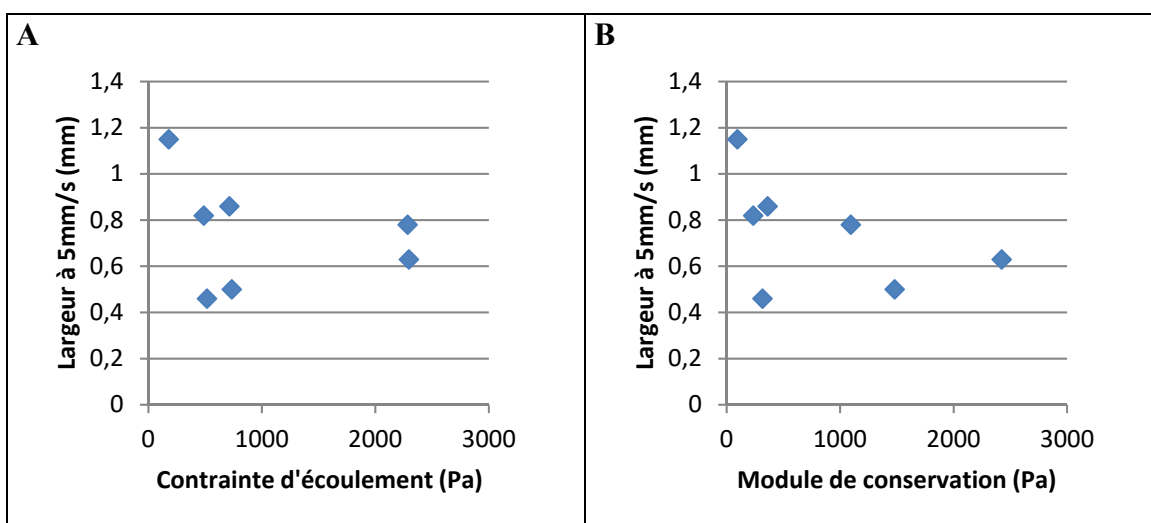 A
Largeur à 5mm/s (mm)
1,4
1,2
1
0,8
0,6
0,4
0,2
0
0 1000 2000 3000
Contrainte d'écoulement (Pa)
B
Largeur à 5mm/s (mm)
1,4
1,2
1
0,8
0,6
0,4
0,2
0
0 1000 2000 3000
Module de conservation (Pa)